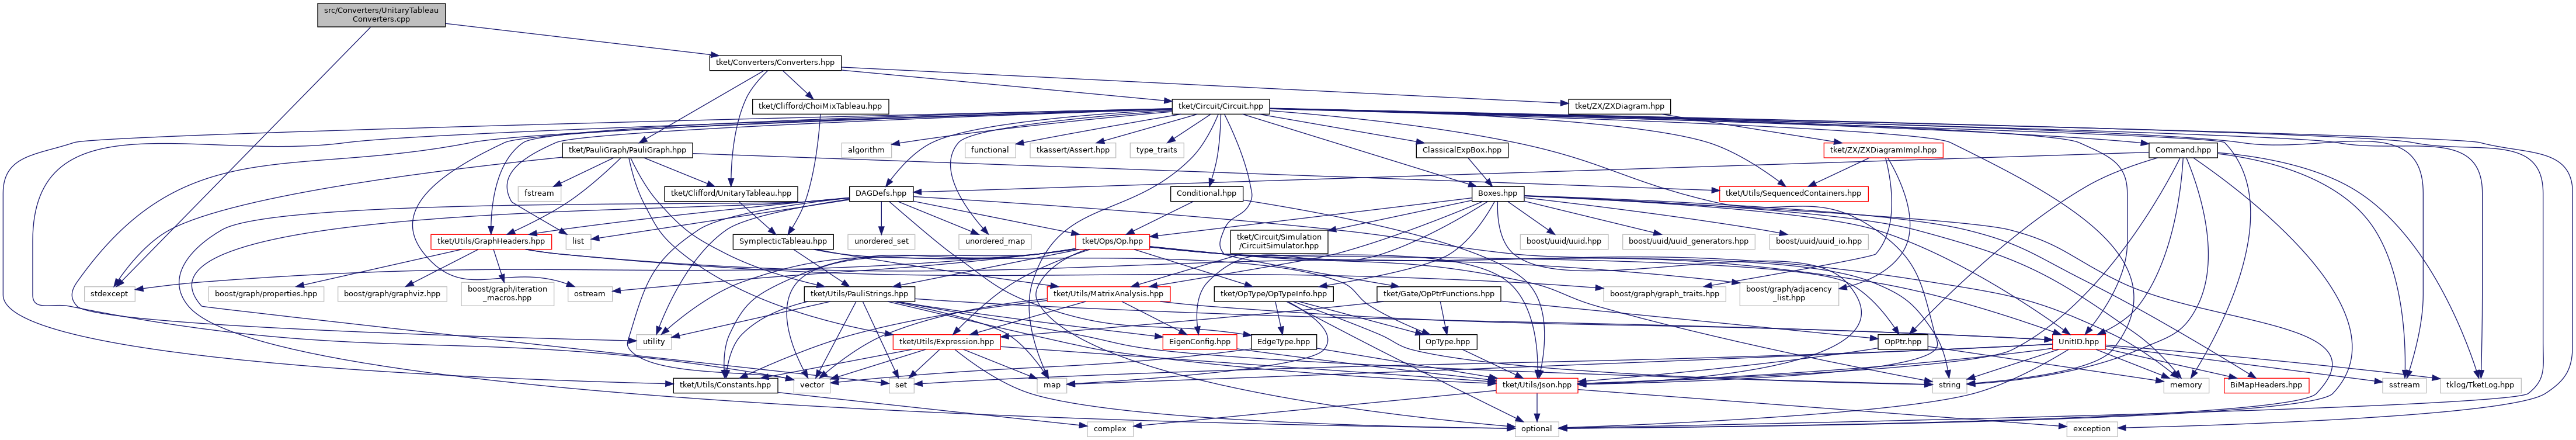 src/Converters/UnitaryTableau
Converters.cpp
tket/Converters/Converters.hpp
tket/Clifford/ChoiMixTableau.hpp
tket/Circuit/Circuit.hpp
tket/ZX/ZXDiagram.hpp
tket/PauliGraph/PauliGraph.hpp
algorithm
functional
tkassert/Assert.hpp
type_traits
ClassicalExpBox.hpp
tket/ZX/ZXDiagramImpl.hpp
Command.hpp
fstream
tket/Clifford/UnitaryTableau.hpp
DAGDefs.hpp
Conditional.hpp
Boxes.hpp
tket/Utils/SequencedContainers.hpp
tket/Utils/GraphHeaders.hpp
list
SymplecticTableau.hpp
unordered_set
unordered_map
tket/Ops/Op.hpp
tket/Circuit/Simulation
/CircuitSimulator.hpp
boost/uuid/uuid.hpp
boost/uuid/uuid_generators.hpp
boost/uuid/uuid_io.hpp
stdexcept
boost/graph/properties.hpp
boost/graph/graphviz.hpp
boost/graph/iteration
_macros.hpp
ostream
tket/Utils/PauliStrings.hpp
tket/Utils/MatrixAnalysis.hpp
tket/OpType/OpTypeInfo.hpp
tket/Gate/OpPtrFunctions.hpp
boost/graph/graph_traits.hpp
boost/graph/adjacency
_list.hpp
utility
tket/Utils/Expression.hpp
EigenConfig.hpp
EdgeType.hpp
OpType.hpp
OpPtr.hpp
UnitID.hpp
tket/Utils/Constants.hpp
vector
set
map
tket/Utils/Json.hpp
string
memory
BiMapHeaders.hpp
sstream
tklog/TketLog.hpp
complex
optional
exception